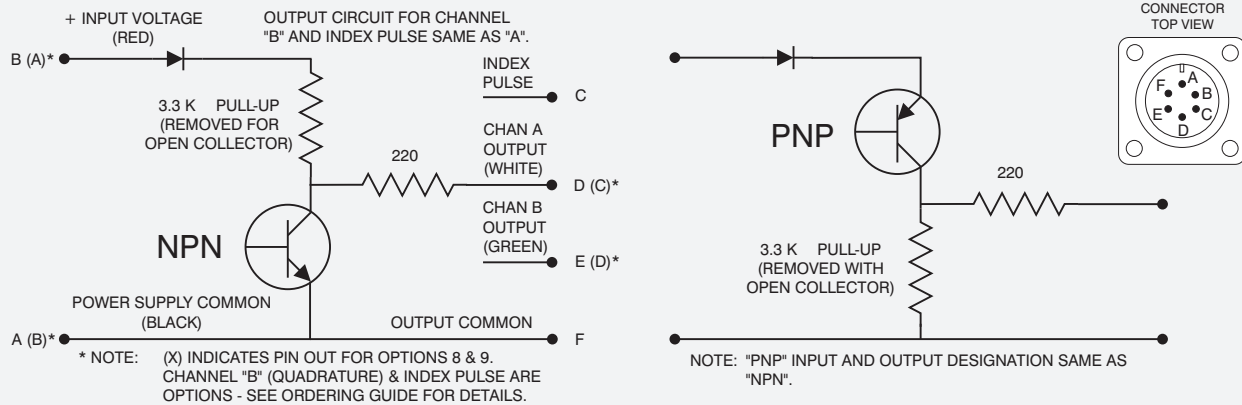 + INPUT VOLTAGE
(RED)
OUTPUT CIRCUIT FOR CHANNEL
"B" AND INDEX PULSE SAME AS "A".
B (A)*
3.3 K PULL-UP
(REMOVED FOR
OPEN COLLECTOR)
INDEX
PULSE
C
CHAN A
OUTPUT
(WHITE)
220
D (C)*
CHAN B
OUTPUT
(GREEN)
E (D)*
NPN
POWER SUPPLY COMMON
(BLACK)
OUTPUT COMMON
A (B)*
F
* NOTE: (X) INDICATES PIN OUT FOR OPTIONS 8 & 9.
CHANNEL "B" (QUADRATURE) & INDEX PULSE ARE
OPTIONS - SEE ORDERING GUIDE FOR DETAILS.
CONNECTOR
TOP VIEW
A
B
C
D
E
F
PNP
220
3.3 K PULL-UP
(REMOVED WITH
OPEN COLLECTOR)
NOTE: "PNP" INPUT AND OUTPUT DESIGNATION SAME AS
"NPN".